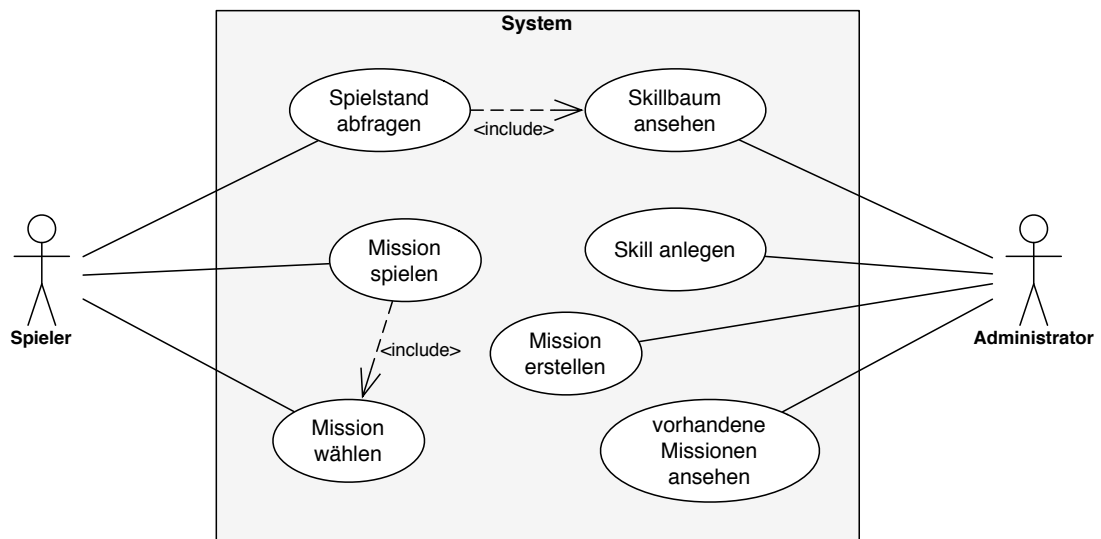 System
Spielstand
abfragen
<include>
Skillbaum
ansehen
Mission
spielen
Skill anlegen
<include>
Mission
erstellen
Spieler
Administrator
Mission
wählen
vorhandene
Missionen
ansehen